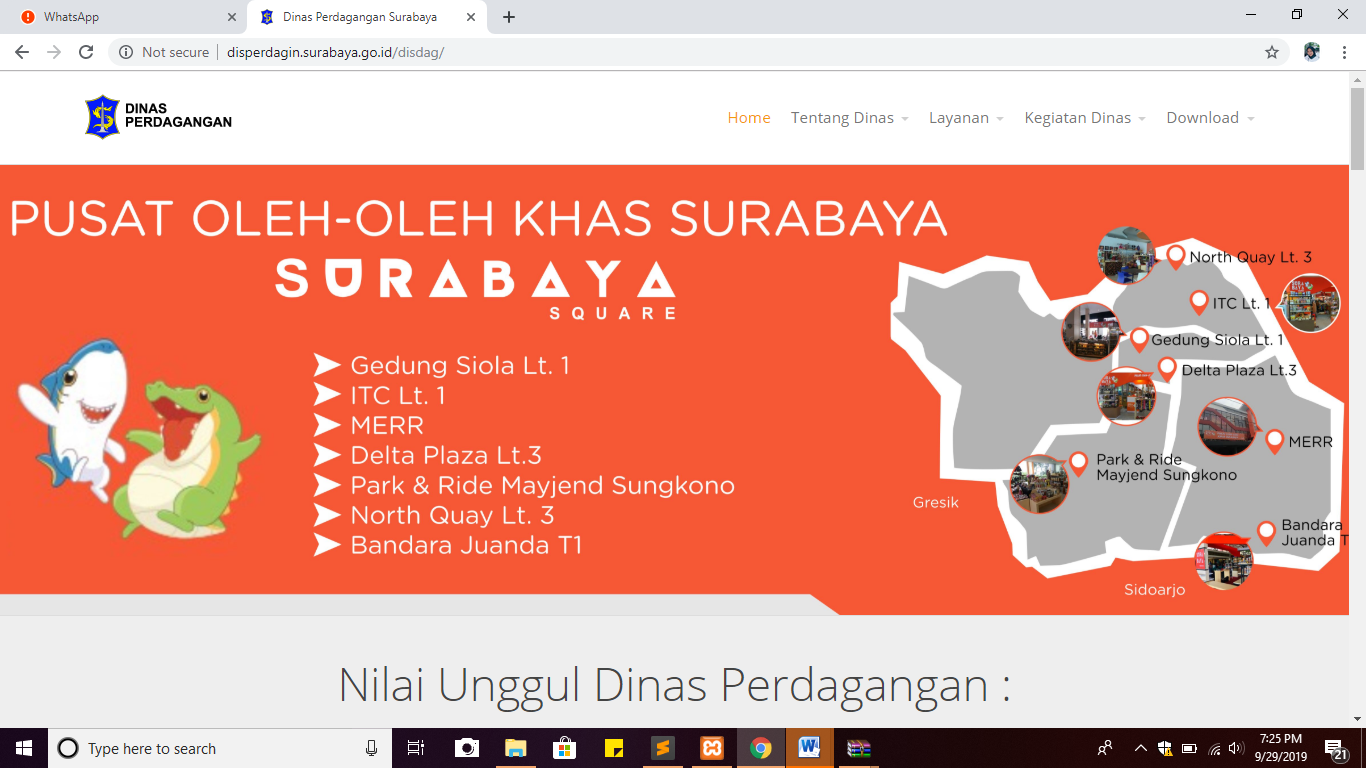 WhatsApp
Dinas Perdagangan Surabaya
Not secure
disperdagin.surabaya.go.id/disdag/
DINAS
PERDAGANGAN
Home
Tentang Dinas
Layanan
Kegiatan Dinas
Download
PUSAT OLEH-OLEH KHAS SURABAYA
SURABAYA
SQUARE
Gedung Siola Lt. 1
ITC Lt. 1
MERR
Delta Plaza Lt.3
Park & Ride Mayjend Sungkono
North Quay Lt. 3
Bandara Juanda T1
North Quay Lt. 3
ITC Lt. 1
Gedung Siola Lt. 1
Delta Plaza Lt.3
MERR
Park & Ride
Mayjend Sungkono
Gresik
Bandara
Juanda T
Sidoarjo
Nilai Unggul Dinas Perdagangan :
Type here to search
7:25 PM
9/29/2019
21